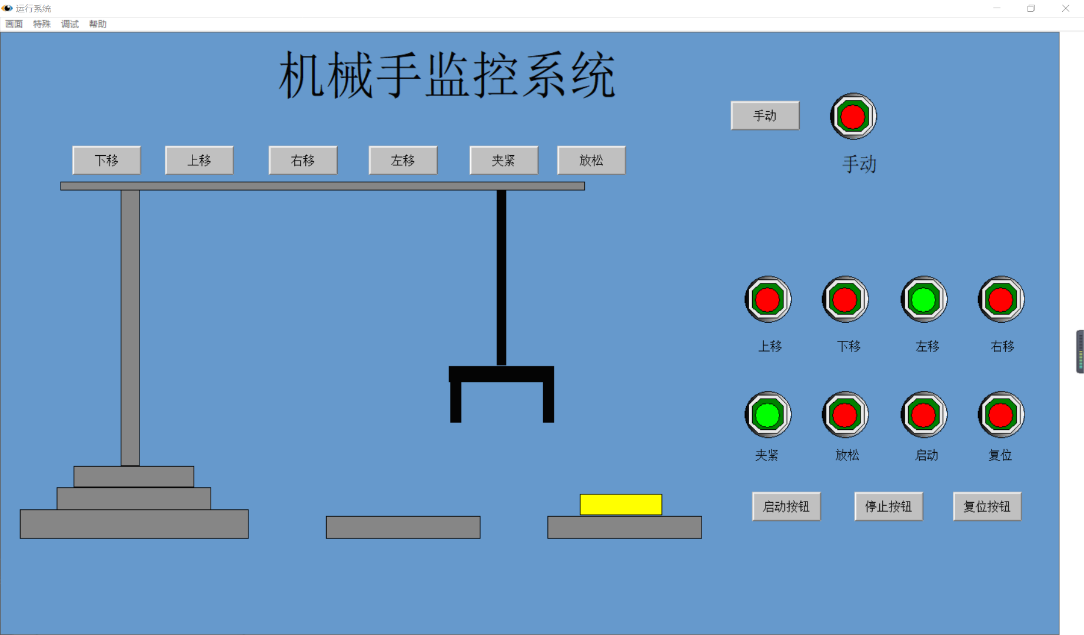 运行系统
画面 特殊 调试 帮助
机械手监控系统
手动
手动
下移 上移 右移 左移 夹紧 放松
上移 下移 左移 右移
夹紧 放松 启动 复位
启动按钮 停止按钮 复位按钮